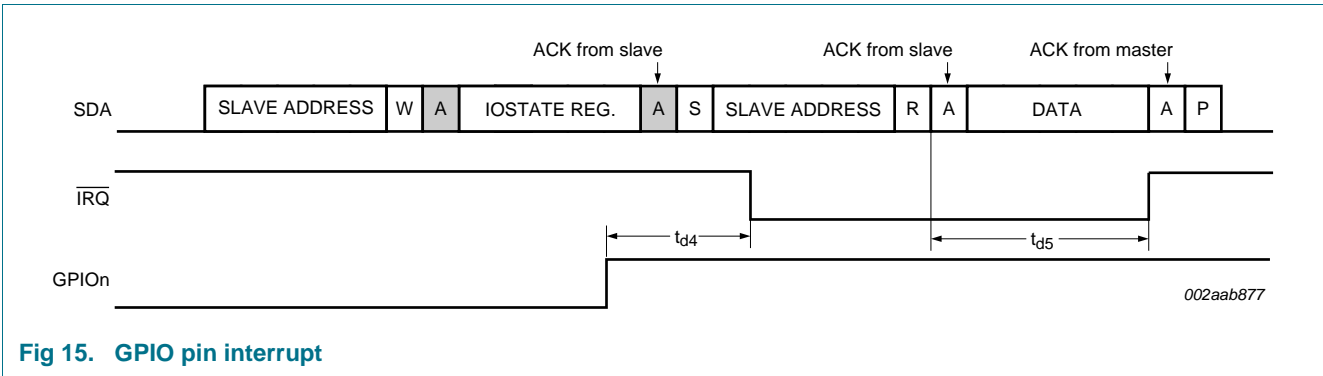 ACK from slave ACK from slave ACK from master
SDA SLAVE ADDRESS W A IOSTATE REG. A S SLAVE ADDRESS R A DATA A P
IRQ
td4 td5
GPIOn
002aab877
Fig 15. GPIO pin interrupt